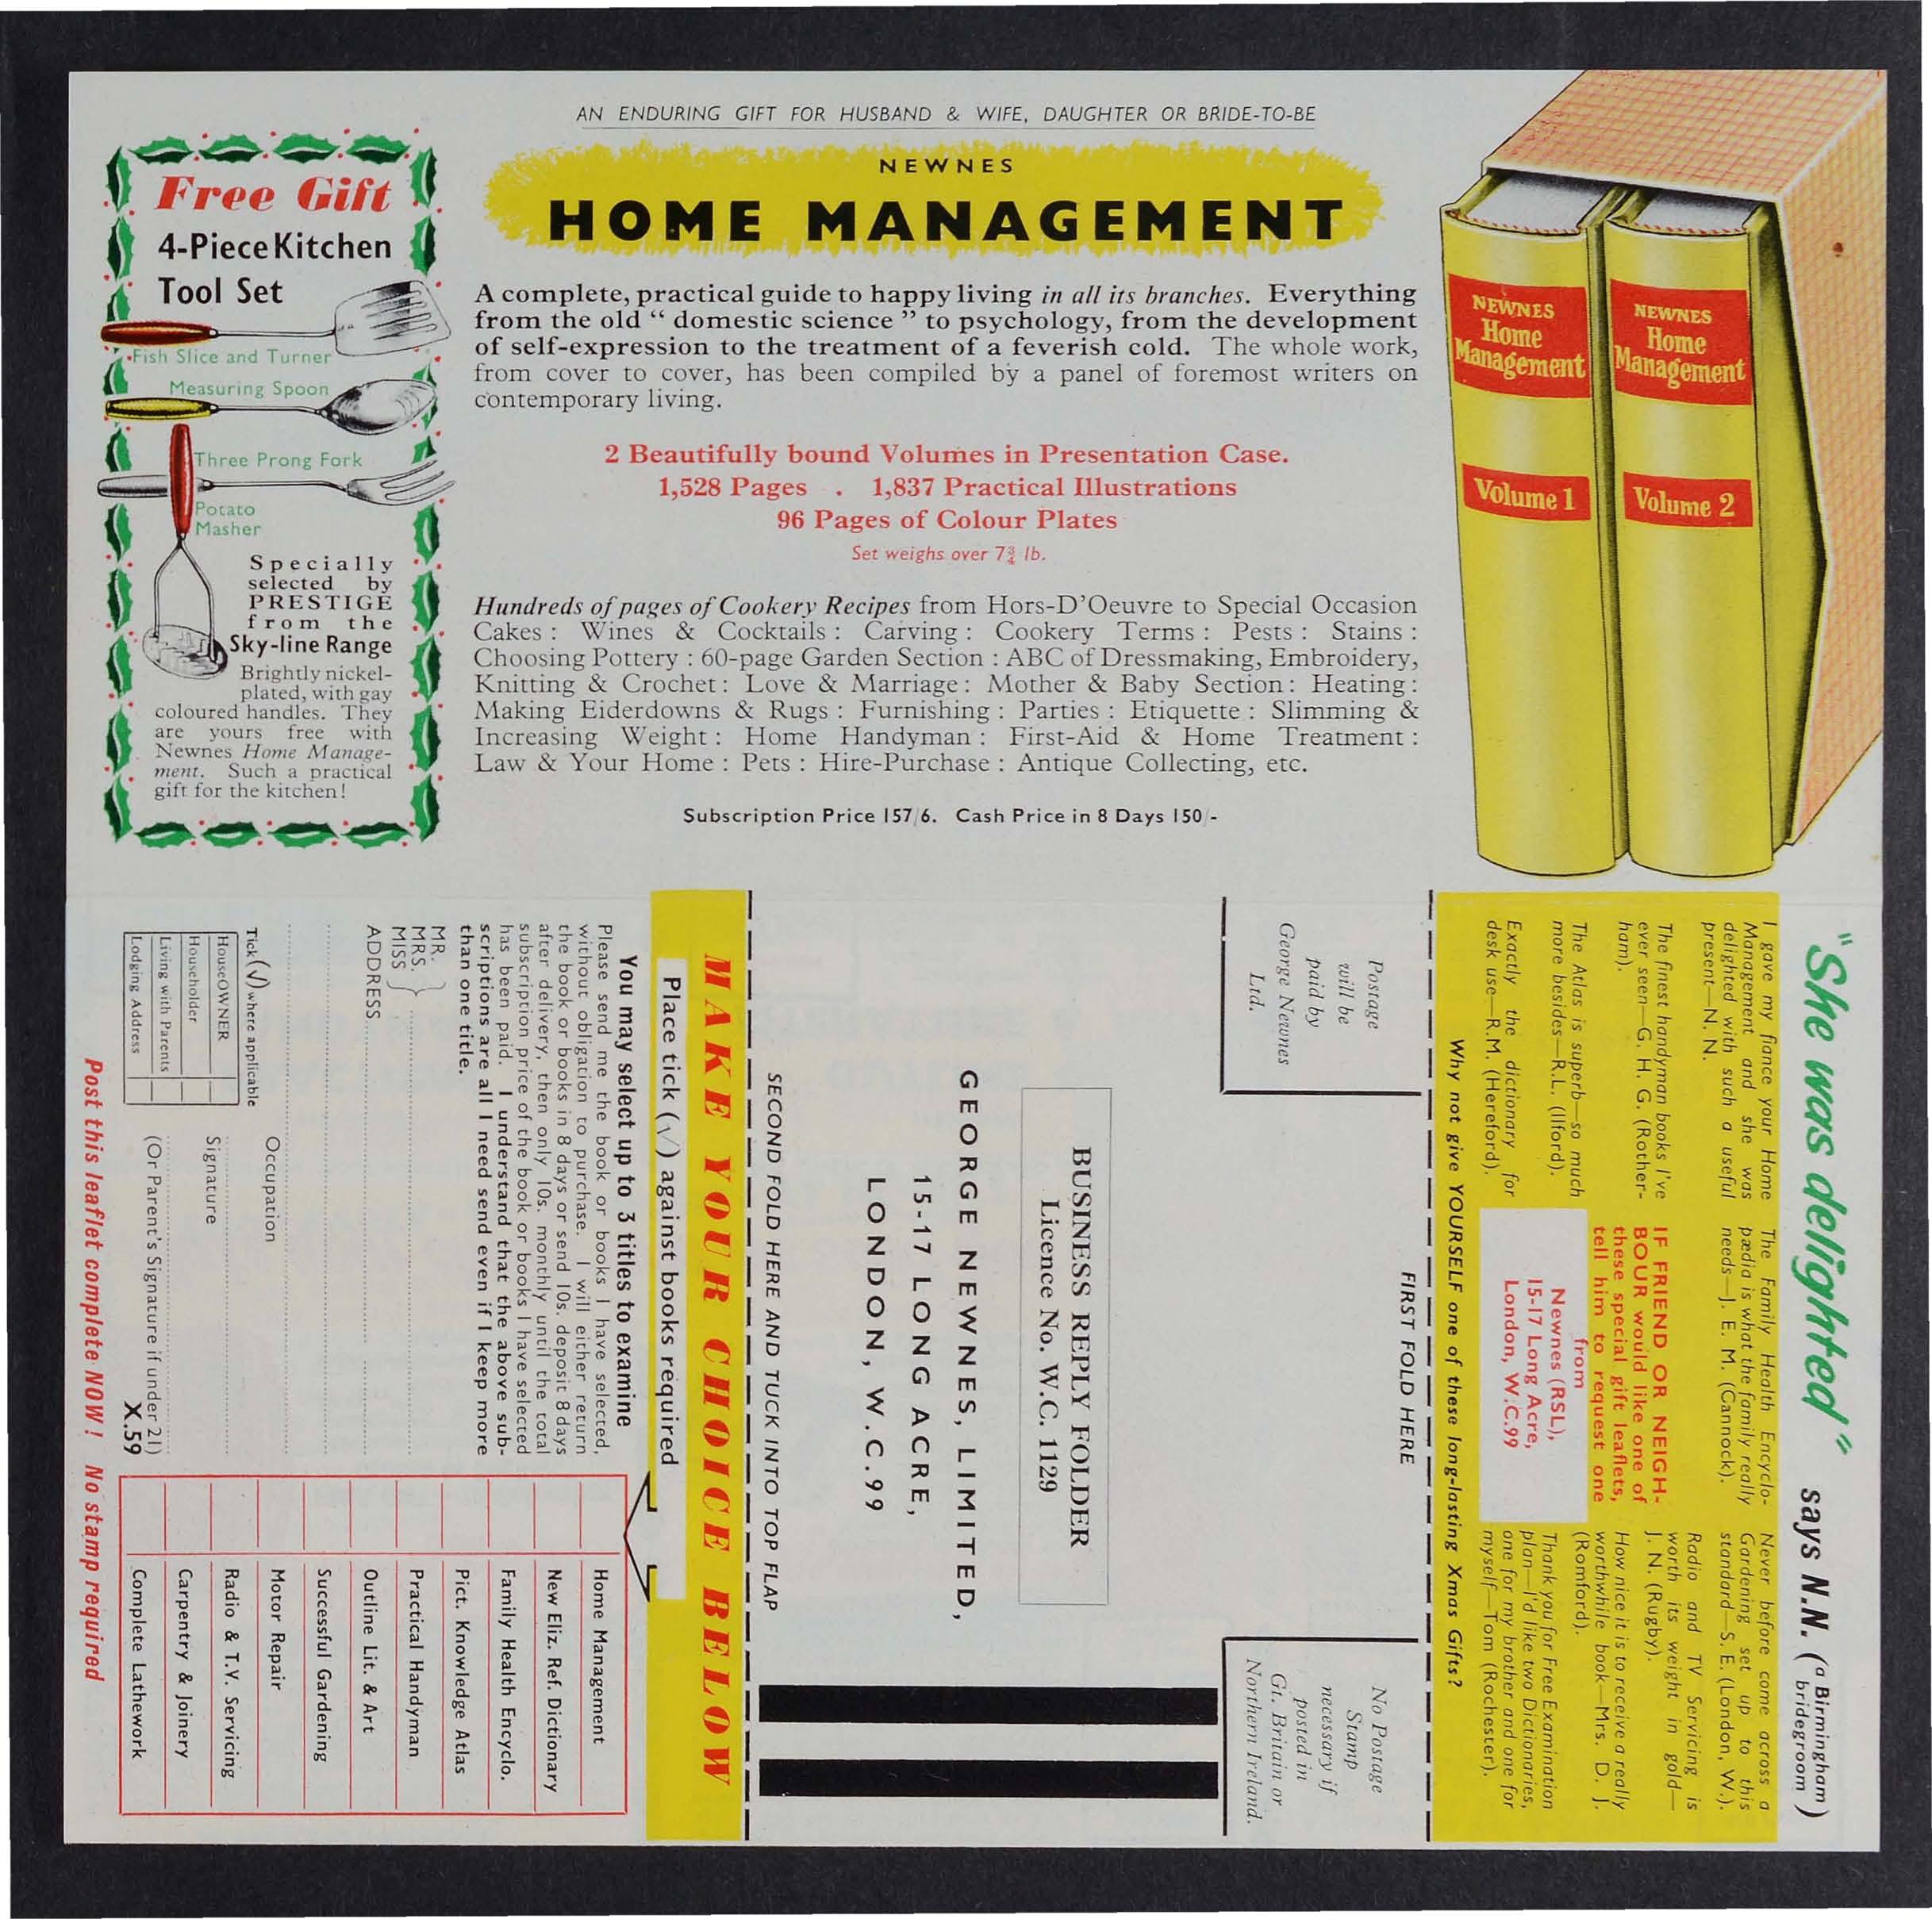 AN ENDURING GIFT FOR HUSBAND & WIFE, DAUGHTER OR BRIDE-TO-BE
NEWNES
HOME MANAGEMENT
A complete, practical guide to happy living in all its branches. Everything
from the old “ domestic science ” to psychology, from the development
of self-expression to the treatment of a feverish cold. The whole work,
from cover to cover, has been compiled by a panel of foremost writers on
contemporary living.
2 Beautifully bound Volumes in Presentation Case.
1,528 Pages . 1,837 Practical Illustrations
96 Pages of Colour Plates
Set weighs over 7¾ lb.
Hundreds of pages of Cookery Recipes from Hors-D'Oeuvre to Special Occasion
Cakes : Wines & Cocktails : Carving : Cookery Terms : Pests : Stains :
Choosing Pottery : 60-page Garden Section : ABC of Dressmaking, Embroidery,
Knitting & Crochet : Love & Marriage : Mother & Baby Section : Heating :
Making Eiderdowns & Rugs : Furnishing : Parties : Etiquette : Slimming &
Increasing Weight : Home Handyman : First-Aid & Home Treatment :
Law & Your Home : Pets : Hire-Purchase : Antique Collecting, etc.
Subscription Price 157/6. Cash Price in 8 Days 150/-
Free Gift
4-Piece Kitchen
Tool Set
Fish Slice and Turner
Measuring Spoon
Three Prong Fork
Potato
Masher
Specially
selected by
PRESTIGE
from the
Sky-line Range
Brightly nickel-
plated, with gay
coloured handles. They
are yours free with
Newnes Home Manage-
ment. Such a practical
gift for the kitchen!
NEWNES
Home
Management
Volume 1
NEWNES
Home
Management
Volume 2
"She was delighted" says N.N. (a Birmingham bridegroom)
I gave my fiance your Home
Management and she was
delighted with such a useful
present—N. N.
The finest handyman books I've
ever seen—G. H. G. (Rother-
ham).
The Atlas is superb—so much
more besides—R.L. (Ilford).
Exactly the dictionary for
desk use—R.M. (Hereford).
The Family Health Encyclo-
pædia is what the family really
needs—J. E. M. (Cannock).
IF FRIEND OR NEIGH-
BOUR would like one of
these special gift leaflets,
tell him to request one
from
Newnes (RSL),
15-17 Long Acre,
London, W.C.99
Never before come across a
Gardening set up to this
standard—S. E. (London, W.).
Radio and TV Servicing is
worth its weight in gold—
J. N. (Rugby).
How nice it is to receive a really
worthwhile book—Mrs. D. J.
(Romford).
Thank you for Free Examination
plan—I'd like two Dictionaries,
one for my brother and one for
myself—Tom (Rochester).
Why not give YOURSELF one of these long-lasting Xmas Gifts?
FIRST FOLD HERE
Postage
will be
paid by
George Newnes
Ltd.
No Postage
Stamp
necessary if
posted in
Gt. Britain or
Northern Ireland.
BUSINESS REPLY FOLDER
Licence No. W.C. 1129
GEORGE NEWNES, LIMITED,
15-17 LONG ACRE,
LONDON, W.C.99
SECOND FOLD HERE AND TUCK INTO TOP FLAP
MAKE YOUR CHOICE BELOW
Place tick (√) against books required
You may select up to 3 titles to examine
Please send me the book or books I have selected,
without obligation to purchase. I will either return
the book or books in 8 days or send 10s. deposit 8 days
after delivery, then only 10s. monthly until the total
subscription price of the book or books I have selected
has been paid. I understand that the above sub-
scriptions are all I need send even if I keep more
than one title.
MR.
MRS.
MISS
ADDRESS
Occupation
Tick (√) where applicable
HouseOWNER
Householder
Living with Parents
Lodging Address
Signature
(Or Parent's Signature if under 21)
X.59
Home Management
New Eliz. Ref. Dictionary
Family Health Encyclo.
Pict. Knowledge Atlas
Practical Handyman
Outline Lit. & Art
Successful Gardening
Motor Repair
Radio & T.V. Servicing
Carpentry & Joinery
Complete Lathework
Post this leaflet complete NOW! No stamp required